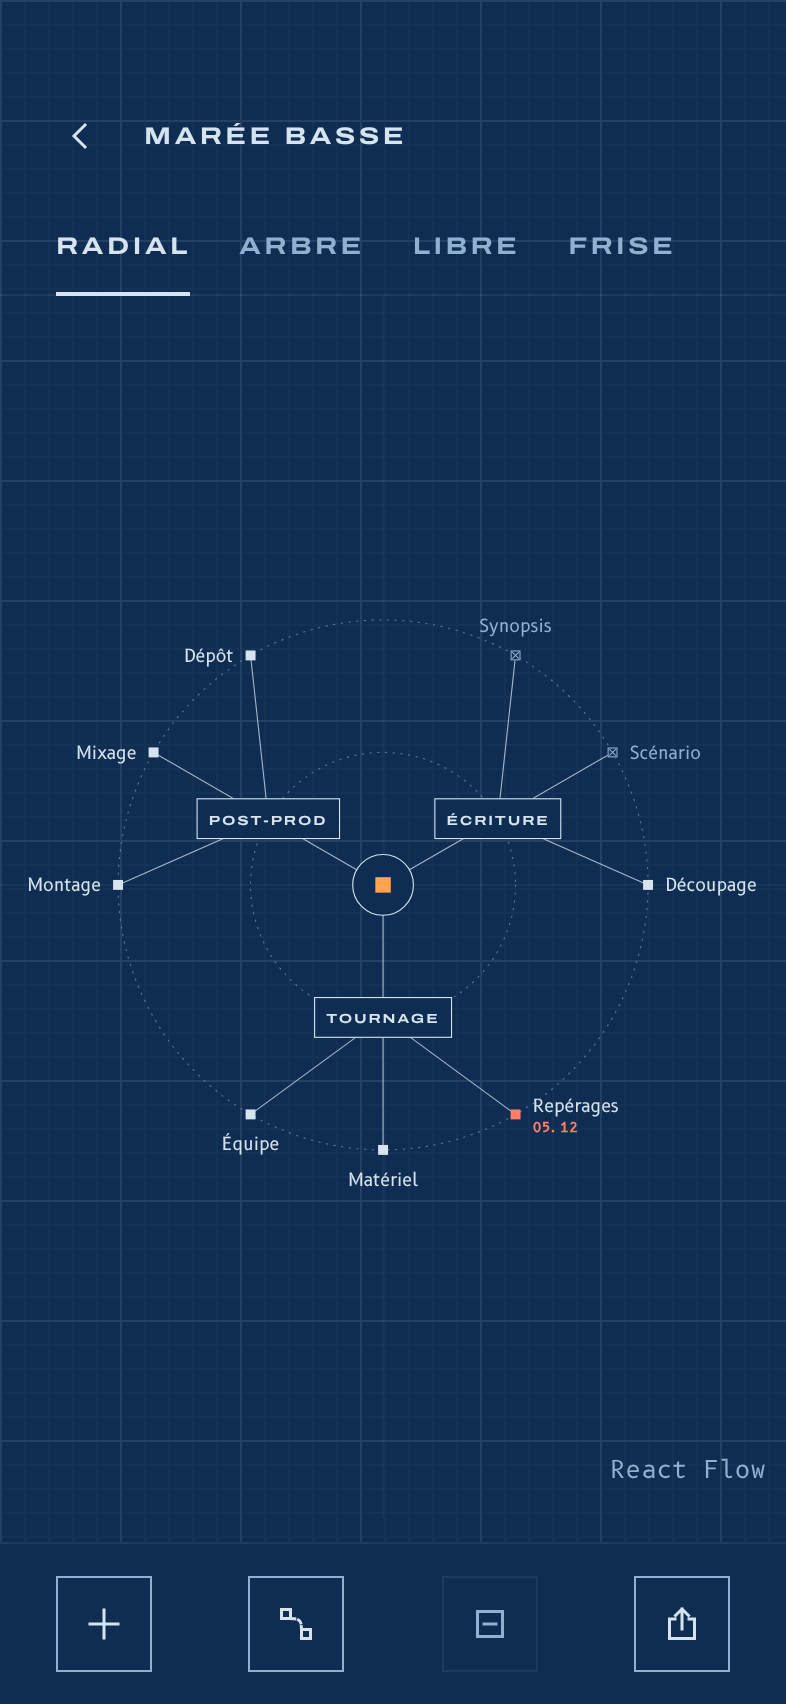 MARÉE BASSE
RADIAL ARBRE LIBRE FRISE
Synopsis
Dépôt
Mixage
Scénario
POST-PROD
ÉCRITURE
Montage
Découpage
TOURNAGE
Repérages
05. 12
Équipe
Matériel
React Flow